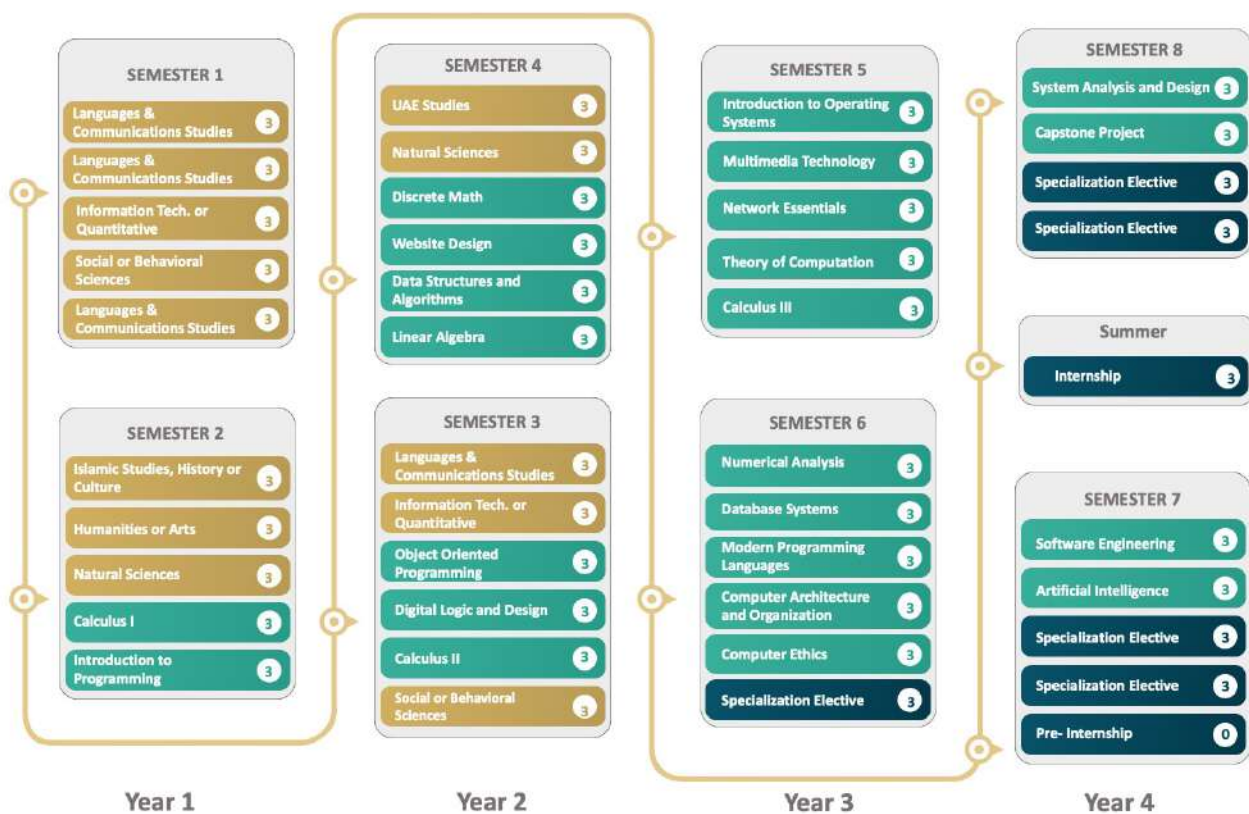 SEMESTER 1
Languages &
Communications Studies
3
Languages &
Communications Studies
3
Information Tech. or
Quantitative
3
Social or Behavioral
Sciences
3
Languages &
Communications Studies
3
SEMESTER 2
Islamic Studies, History or
Culture
3
Humanities or Arts
3
Natural Sciences
3
Calculus I
3
Introduction to
Programming
3
Year 1
SEMESTER 4
UAE Studies
3
Natural Sciences
3
Discrete Math
3
Website Design
3
Data Structures and
Algorithms
3
Linear Algebra
3
SEMESTER 3
Languages &
Communications Studies
3
Information Tech. or
Quantitative
3
Object Oriented
Programming
3
Digital Logic and Design
3
Calculus II
3
Social or Behavioral
Sciences
3
Year 2
SEMESTER 5
Introduction to Operating
Systems
3
Multimedia Technology
3
Network Essentials
3
Theory of Computation
3
Calculus III
3
SEMESTER 6
Numerical Analysis
3
Database Systems
3
Modern Programming
Languages
3
Computer Architecture
and Organization
3
Computer Ethics
3
Specialization Elective
3
Year 3
SEMESTER 8
System Analysis and Design
3
Capstone Project
3
Specialization Elective
3
Specialization Elective
3
Summer
Internship
3
SEMESTER 7
Software Engineering
3
Artificial Intelligence
3
Specialization Elective
3
Specialization Elective
3
Pre- Internship
0
Year 4